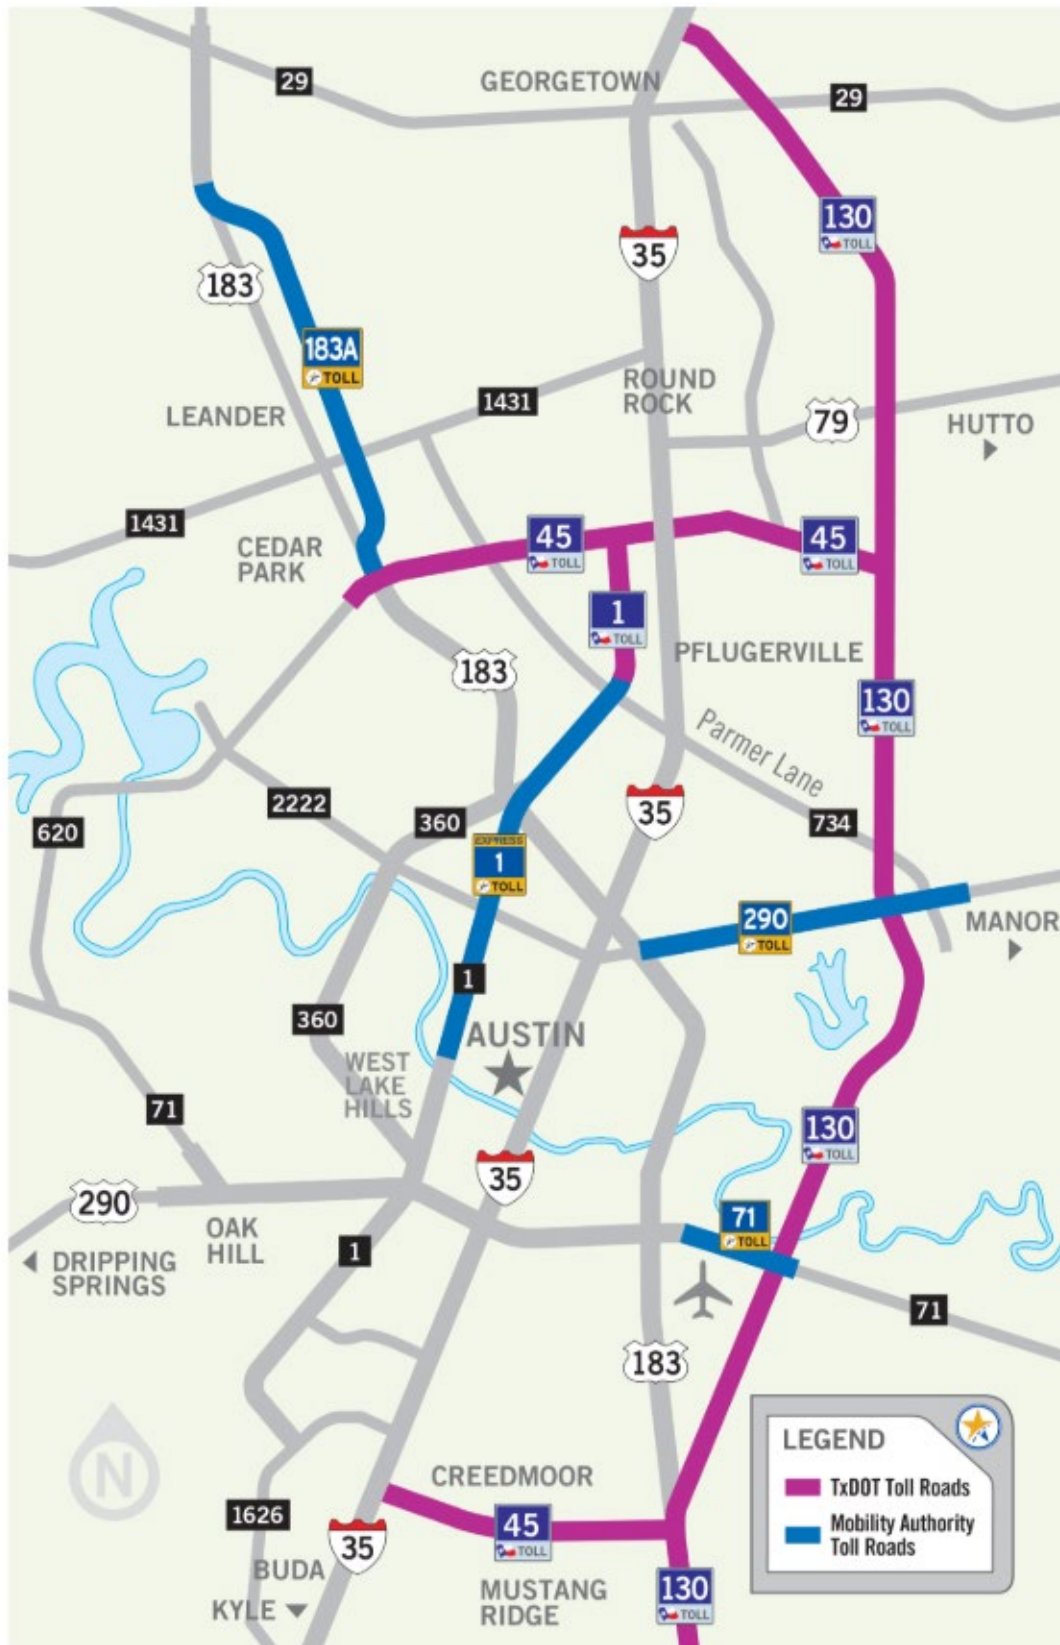 GEORGETOWN
29
29
130
TOLL
35
183
183A
TOLL
ROUND
ROCK
LEANDER
1431
79
HUTTO
1431
CEDAR
PARK
45
TOLL
45
TOLL
1
TOLL
PFLUGERVILLE
183
130
TOLL
Parmer Lane
2222
360
35
620
734
EXPRESS
1
TOLL
290
TOLL
MANOR
1
360
AUSTIN
WEST
LAKE
HILLS
71
130
TOLL
35
290
OAK
HILL
71
TOLL
1
DRIPPING
SPRINGS
71
183
LEGEND
TxDOT Toll Roads
Mobility Authority
Toll Roads
N
CREEDMOOR
1626
45
TOLL
35
BUDA
KYLE
MUSTANG
RIDGE
130
TOLL